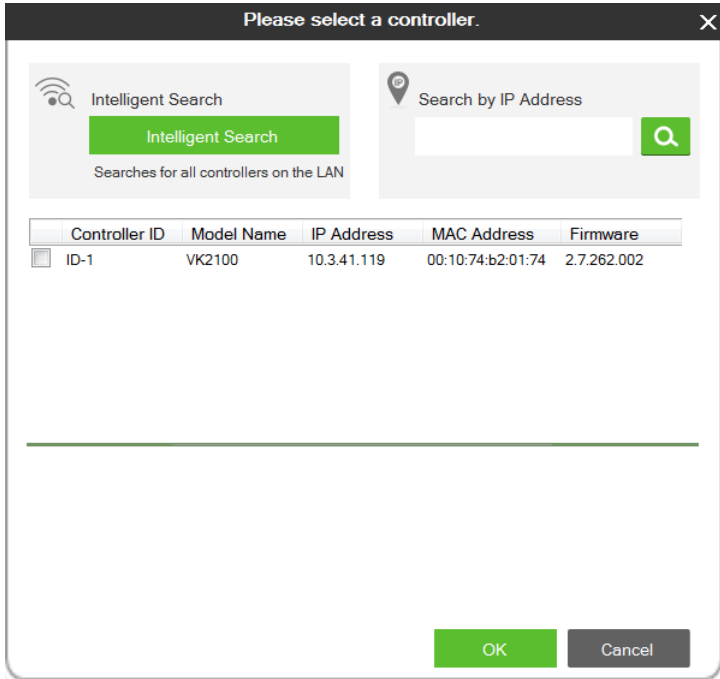 Please select a controller.
Intelligent Search
Intelligent Search
Searches for all controllers on the LAN
IP
Search by IP Address
Controller ID Model Name IP Address MAC Address Firmware
ID-1 VK2100 10.3.41.119 00:10:74:b2:01:74 2.7.262.002
OK Cancel